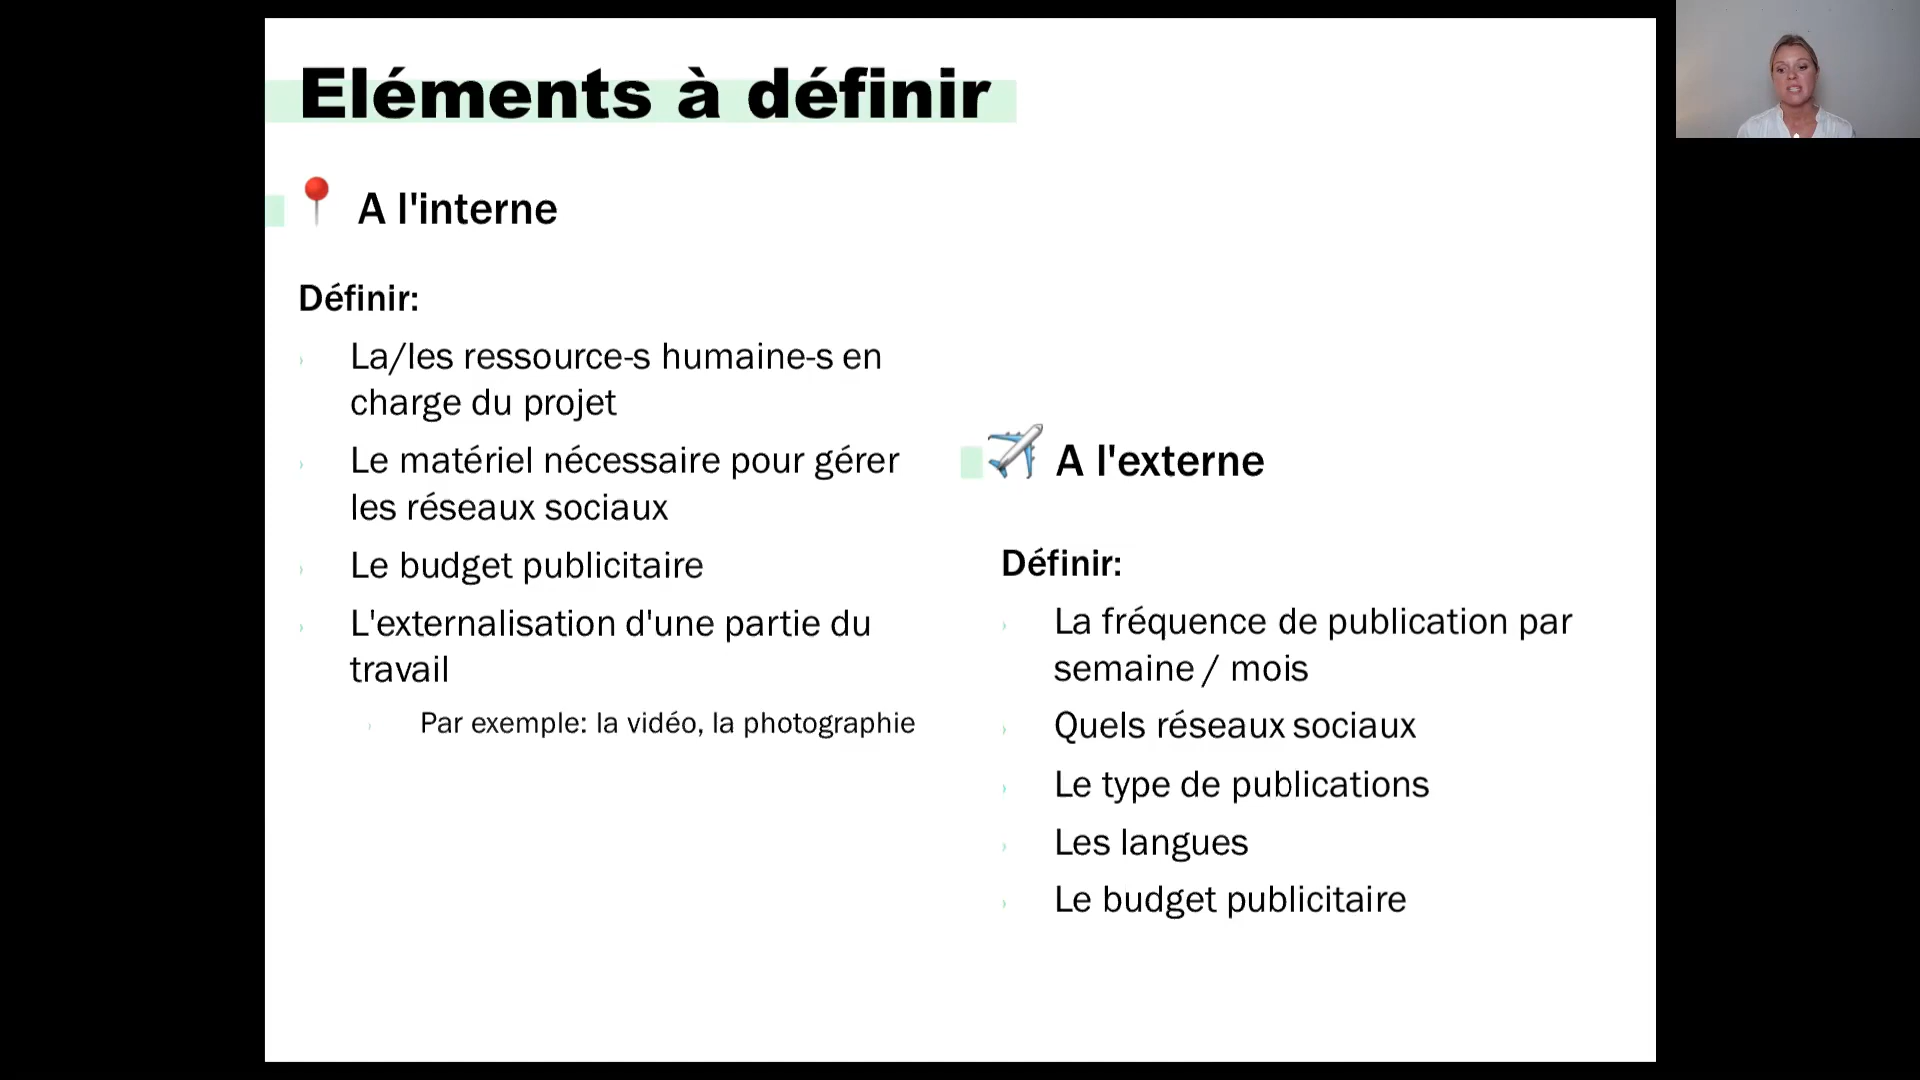 Eléments à définir
A l'interne
Définir:
La/les ressource-s humaine-s en
charge du projet
Le matériel nécessaire pour gérer
les réseaux sociaux
Le budget publicitaire
L'externalisation d'une partie du
travail
Par exemple: la vidéo, la photographie
A l'externe
Définir:
La fréquence de publication par
semaine / mois
Quels réseaux sociaux
Le type de publications
Les langues
Le budget publicitaire